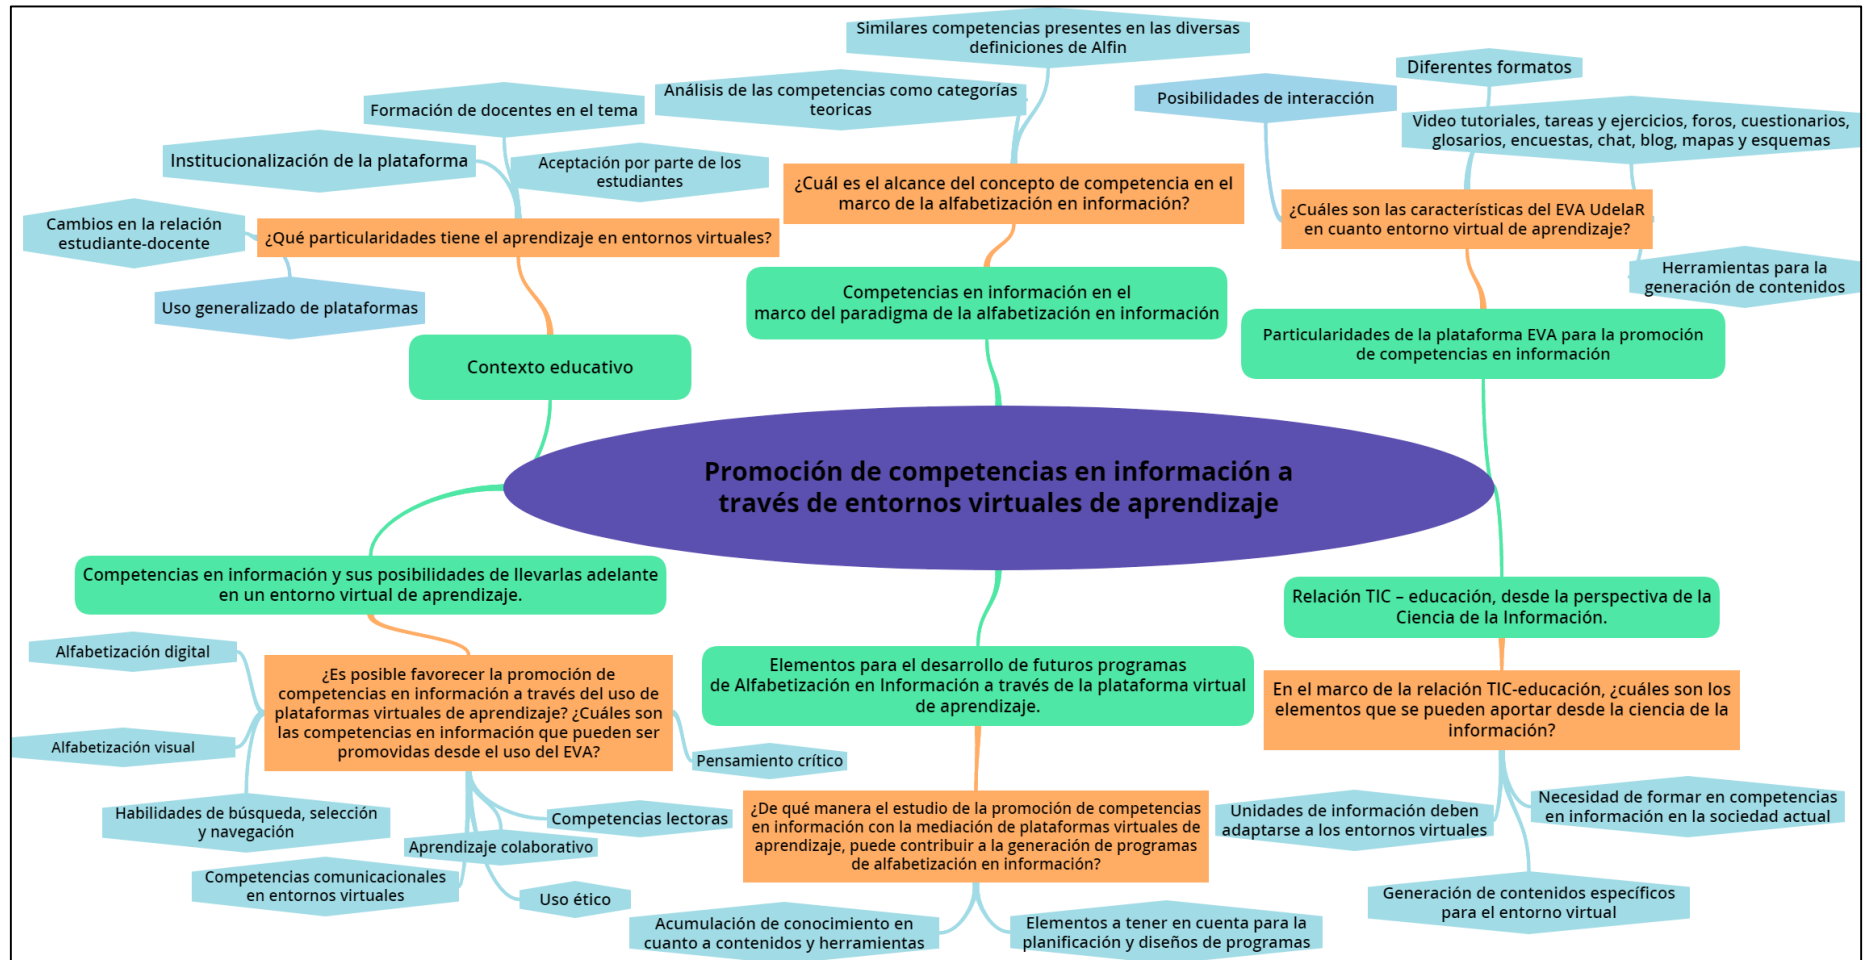 Similares competencias presentes en las diversas
definiciones de Alfin
Análisis de las competencias como categorías
teoricas
Formación de docentes en el tema
Institucionalización de la plataforma
Aceptación por parte de los
estudiantes
Cambios en la relación
estudiante-docente
¿Qué particularidades tiene el aprendizaje en entornos virtuales?
Uso generalizado de plataformas
Contexto educativo
¿Cuál es el alcance del concepto de competencia en el
marco de la alfabetización en información?
Competencias en información en el
marco del paradigma de la alfabetización en información
Diferentes formatos
Posibilidades de interacción
Video tutoriales, tareas y ejercicios, foros, cuestionarios,
glosarios, encuestas, chat, blog, mapas y esquemas
¿Cuáles son las características del EVA UdelaR
en cuanto entorno virtual de aprendizaje?
Herramientas para la
generación de contenidos
Particularidades de la plataforma EVA para la promoción
de competencias en información
Promoción de competencias en información a
través de entornos virtuales de aprendizaje
Competencias en información y sus posibilidades de llevarlas adelante
en un entorno virtual de aprendizaje.
Alfabetización digital
¿Es posible favorecer la promoción de
competencias en información a través del uso de
plataformas virtuales de aprendizaje? ¿Cuáles son
las competencias en información que pueden ser
promovidas desde el uso del EVA?
Alfabetización visual
Pensamiento crítico
Habilidades de búsqueda, selección
y navegación
Competencias lectoras
Aprendizaje colaborativo
Competencias comunicacionales
en entornos virtuales
Uso ético
Elementos para el desarrollo de futuros programas
de Alfabetización en Información a través de la plataforma virtual
de aprendizaje.
¿De qué manera el estudio de la promoción de competencias
en información con la mediación de plataformas virtuales de
aprendizaje, puede contribuir a la generación de programas
de alfabetización en información?
Acumulación de conocimiento en
cuanto a contenidos y herramientas
Elementos a tener en cuenta para la
planificación y diseños de programas
Relación TIC – educación, desde la perspectiva de la
Ciencia de la Información.
En el marco de la relación TIC-educación, ¿cuáles son los
elementos que se pueden aportar desde la ciencia de la
información?
Unidades de información deben
adaptarse a los entornos virtuales
Necesidad de formar en competencias
en información en la sociedad actual
Generación de contenidos específicos
para el entorno virtual